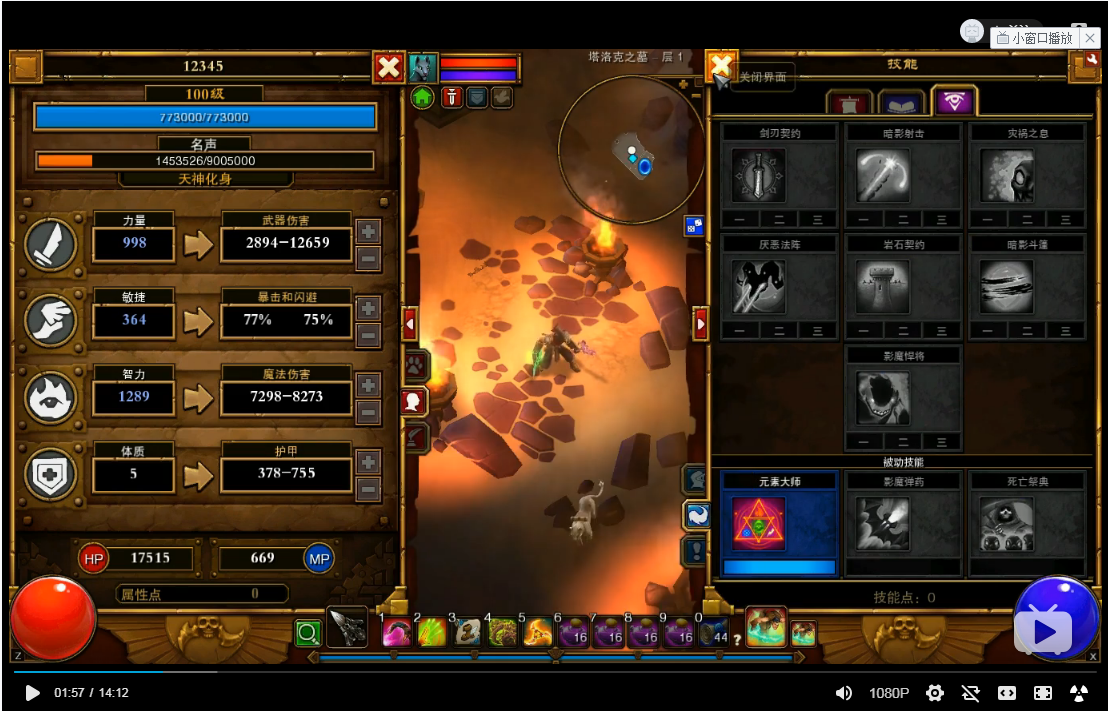 小窗口播放
12345
塔洛克之墓 - 层 1
关闭界面
技能
100级
773000/773000
名声
1453526/9005000
天神化身
力量
998
武器伤害
2894-12659
敏捷
364
暴击和闪避
77% 75%
智力
1289
魔法伤害
7298-8273
体质
5
护甲
378-755
HP 17515
669 MP
属性点 0
剑刃契约 暗影射击 灾祸之息
一 二 三 一 二 三 一 二 三
厌恶法阵 岩石契约 暗影斗篷
一 二 三 一 二 三 一 二 三
影魔悍将
一 二 三
被动技能
元素大师 影魔弹药 死亡祭奠
技能点: 0
1 2 3 4 5 6 7 8 9 0
16 16 16 16 44 ?
Z X
01:57 / 14:12
1080P